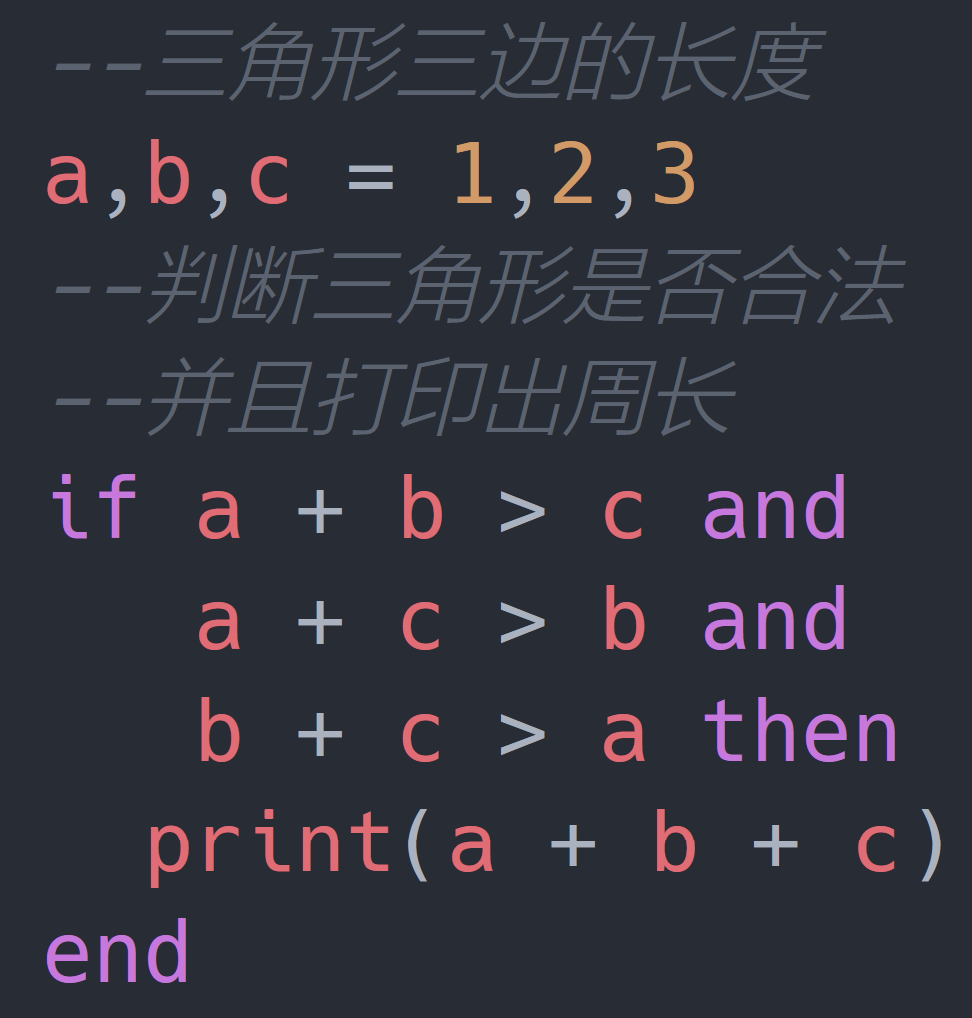 --三角形三边的长度
a,b,c = 1,2,3
--判断三角形是否合法
--并且打印出周长
if a + b > c and
   a + c > b and
   b + c > a then
  print(a + b + c)
end